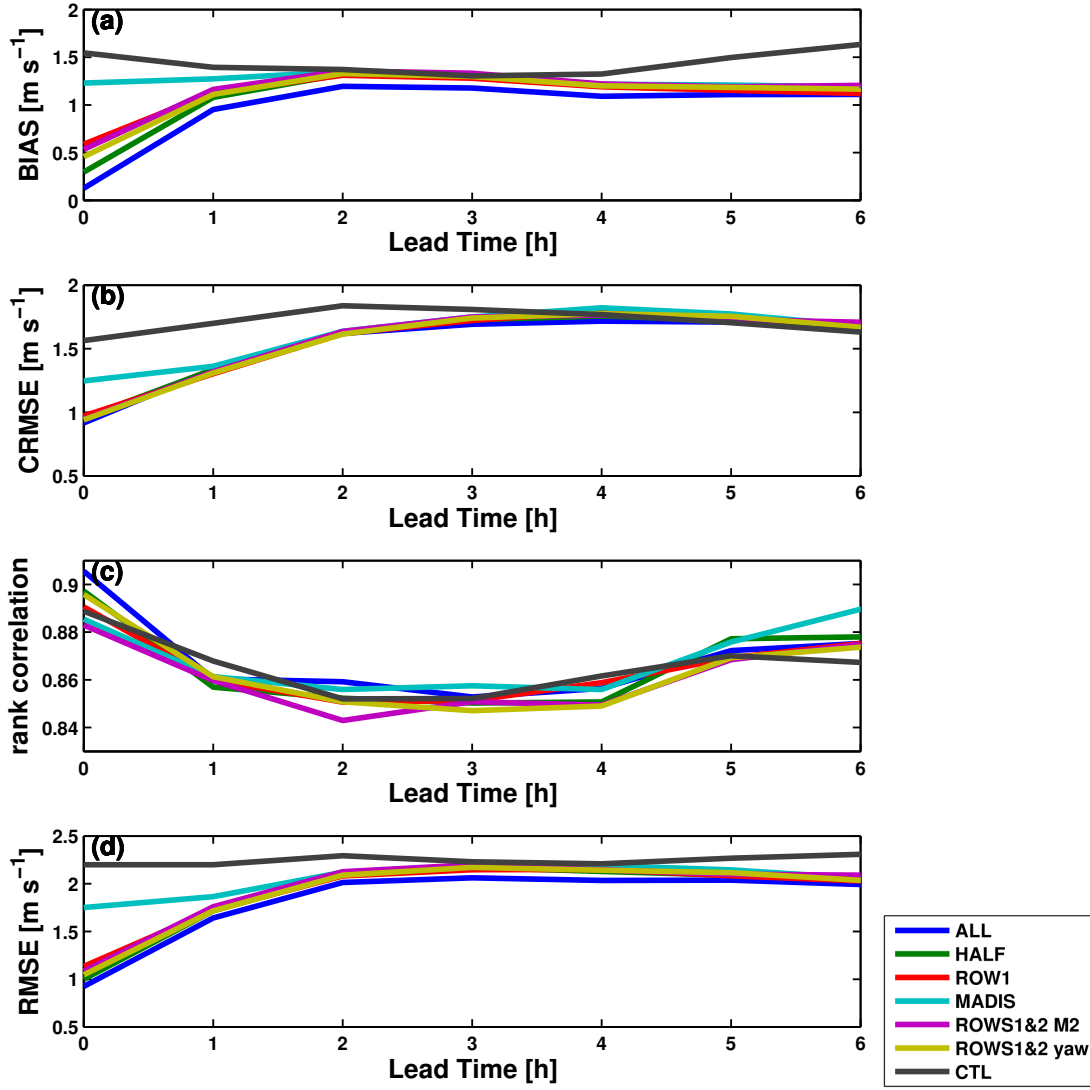 (a)
BIAS [m s⁻¹]
2
1.5
1
0.5
0
0 1 2 3 4 5 6
Lead Time [h]
(b)
CRMSE [m s⁻¹]
2
1.5
1
0.5
0 1 2 3 4 5 6
Lead Time [h]
(c)
rank correlation
0.9
0.88
0.86
0.84
0 1 2 3 4 5 6
Lead Time [h]
(d)
RMSE [m s⁻¹]
2.5
2
1.5
1
0.5
0 1 2 3 4 5 6
Lead Time [h]
ALL
HALF
ROW1
MADIS
ROWS1&2 M2
ROWS1&2 yaw
CTL